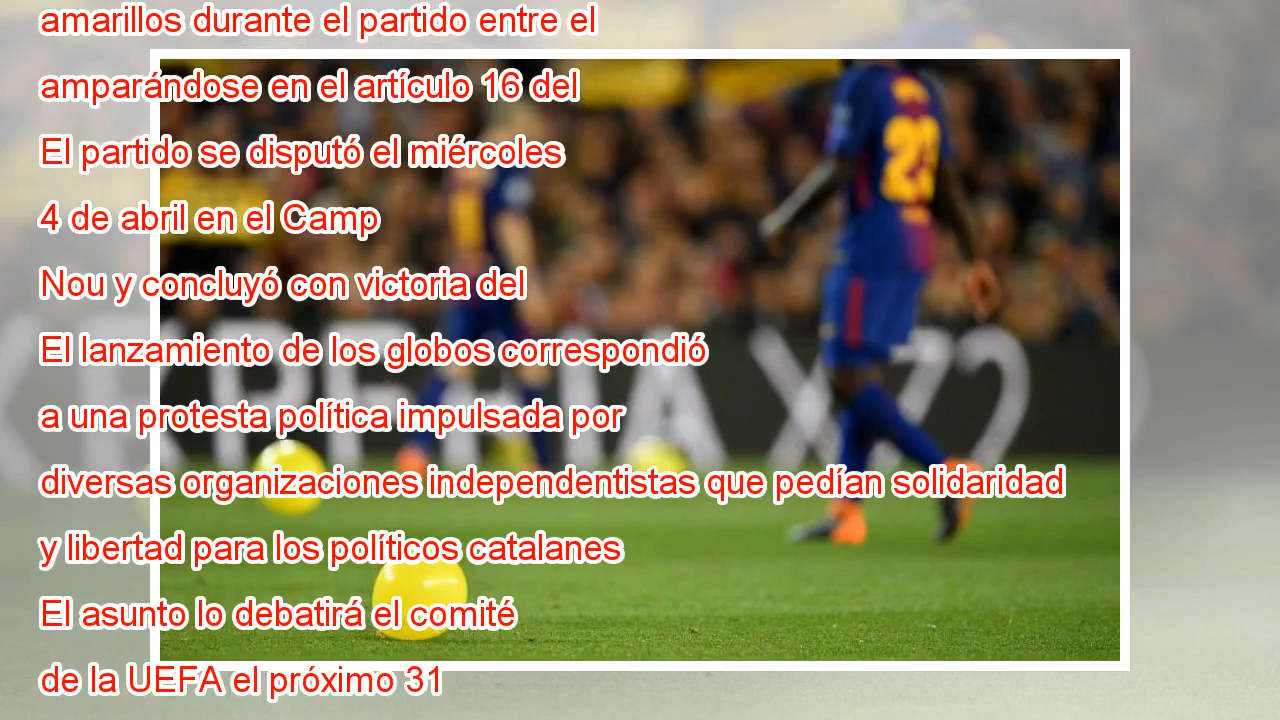 amarillos durante el partido entre el
amparándose en el artículo 16 del
El partido se disputó el miércoles
4 de abril en el Camp
Nou y concluyó con victoria del
El lanzamiento de los globos correspondió
a una protesta política impulsada por
diversas organizaciones independentistas que pedían solidaridad
y libertad para los políticos catalanes
El asunto lo debatirá el comité
de la UEFA el próximo 31
XPERIA XZ2